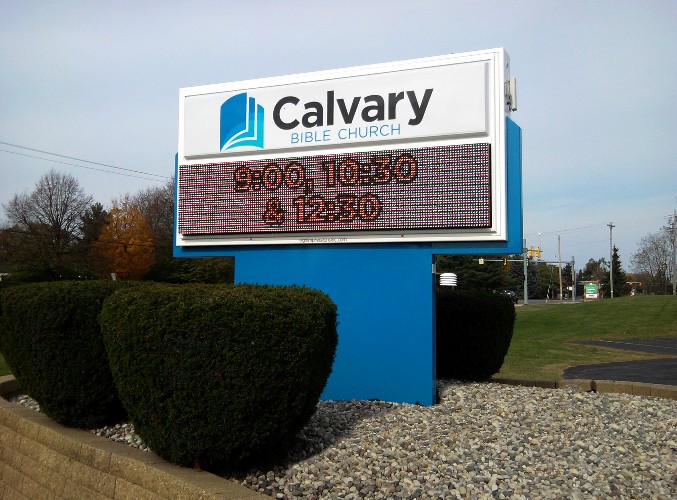 Calvary
BIBLE CHURCH
9:00, 10:30
& 12:30